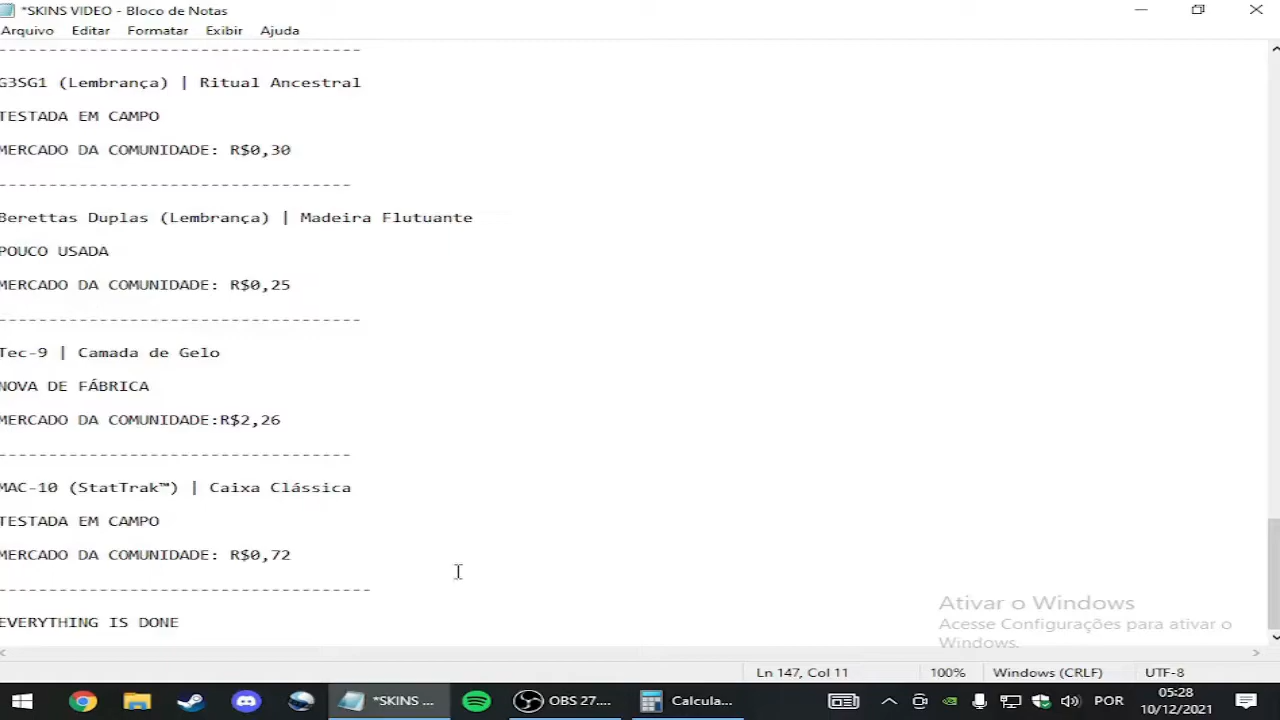 *SKINS VIDEO - Bloco de Notas
Arquivo Editar Formatar Exibir Ajuda
------------------------------------
G3SG1 (Lembrança) | Ritual Ancestral
TESTADA EM CAMPO
MERCADO DA COMUNIDADE: R$0,30
-----------------------------------
Berettas Duplas (Lembrança) | Madeira Flutuante
POUCO USADA
MERCADO DA COMUNIDADE: R$0,25
------------------------------------
Tec-9 | Camada de Gelo
NOVA DE FÁBRICA
MERCADO DA COMUNIDADE:R$2,26
-----------------------------------
MAC-10 (StatTrak™) | Caixa Clássica
TESTADA EM CAMPO
MERCADO DA COMUNIDADE: R$0,72
-------------------------------------
EVERYTHING IS DONE
Ativar o Windows
Acesse Configurações para ativar o
Windows.
Ln 147, Col 11 100% Windows (CRLF) UTF-8
*SKINS ... OBS 27.... Calcula... POR 05:28
10/12/2021